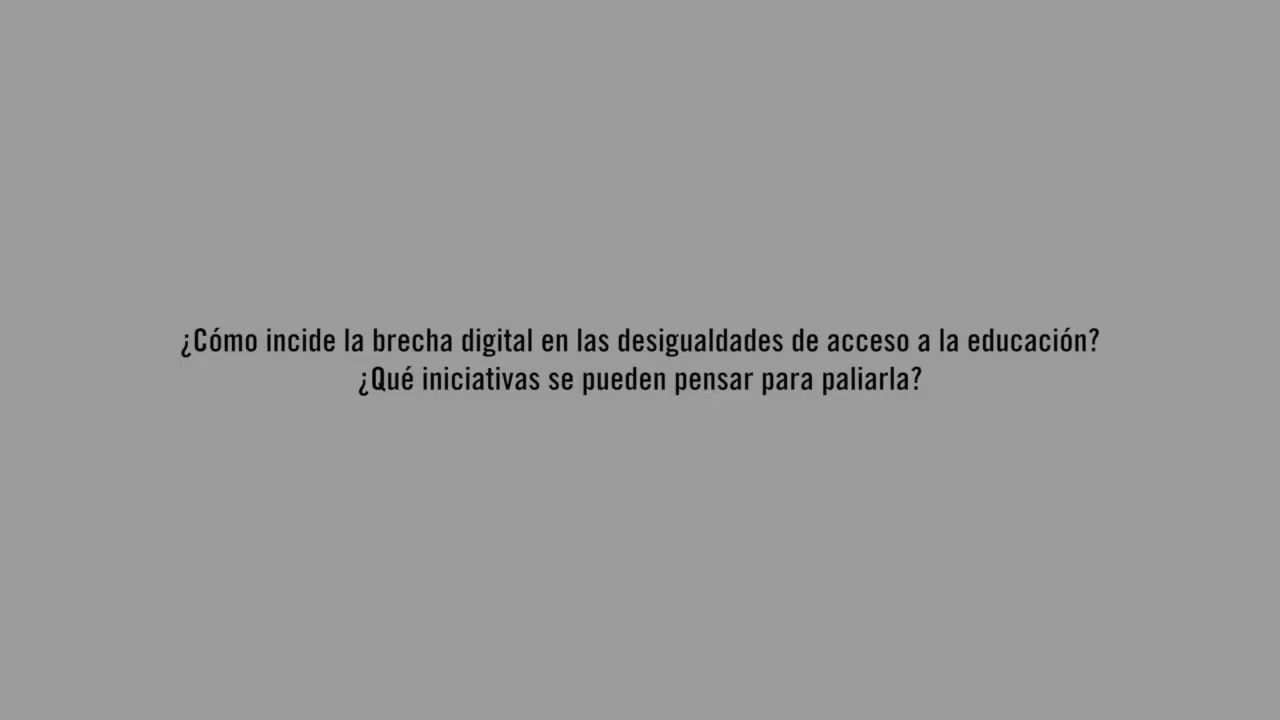 ¿Cómo incide la brecha digital en las desigualdades de acceso a la educación?
¿Qué iniciativas se pueden pensar para paliarla?